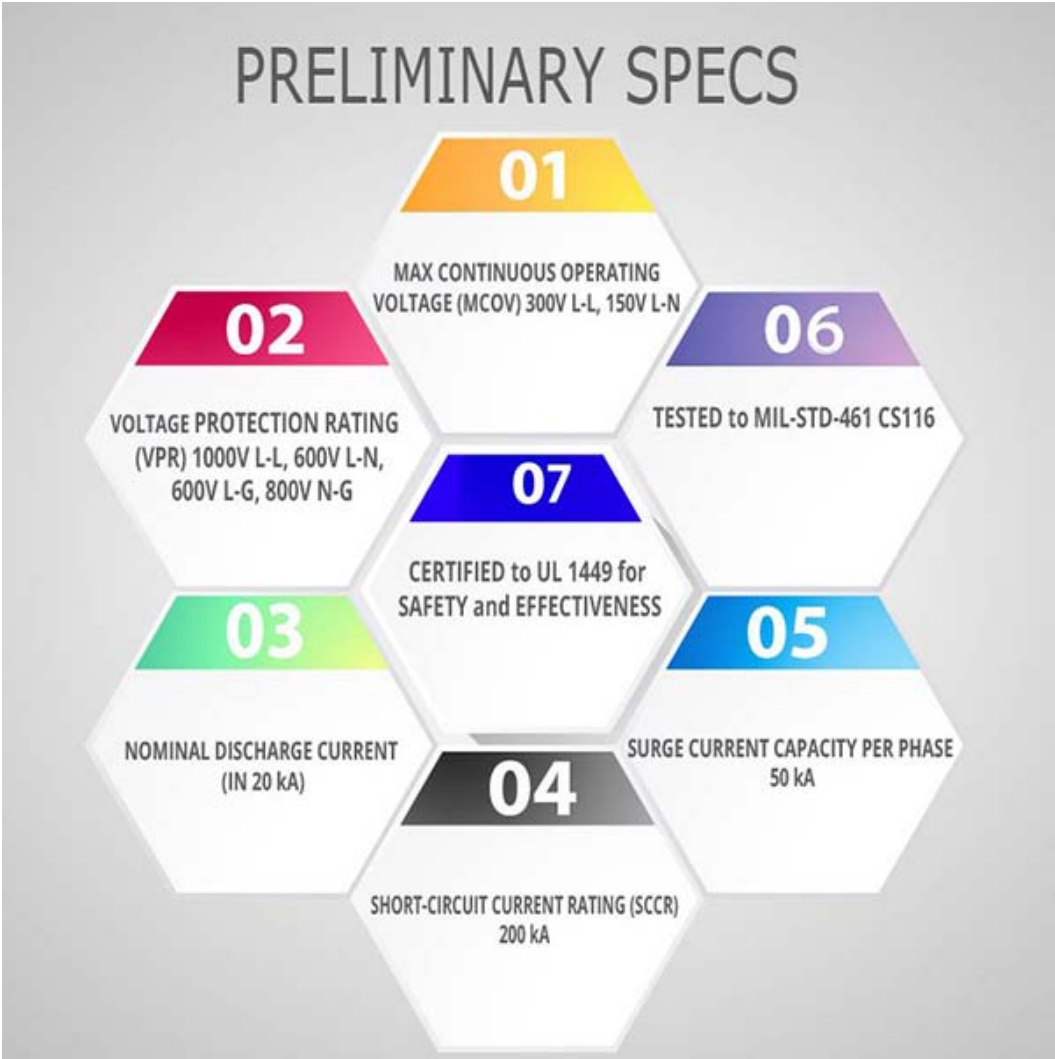 PRELIMINARY SPECS
01
MAX CONTINUOUS OPERATING
VOLTAGE (MCOV) 300V L-L, 150V L-N
02
VOLTAGE PROTECTION RATING
(VPR) 1000V L-L, 600V L-N,
600V L-G, 800V N-G
03
NOMINAL DISCHARGE CURRENT
(IN 20 kA)
04
SHORT-CIRCUIT CURRENT RATING (SCCR)
200 kA
05
SURGE CURRENT CAPACITY PER PHASE
50 kA
06
TESTED to MIL-STD-461 CS116
07
CERTIFIED to UL 1449 for
SAFETY and EFFECTIVENESS